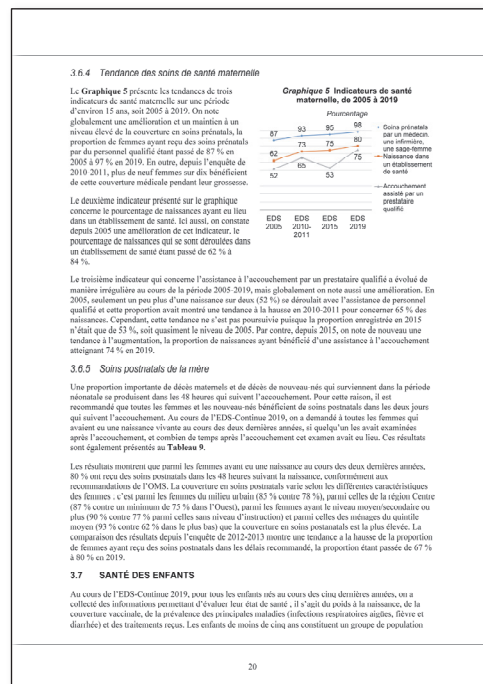 3.6.4 Tendance des soins de santé maternelle
Le Graphique 5 présente les tendances de trois
indicateurs de santé maternelle sur une période
d'environ 15 ans, soit 2005 à 2019. On note
globalement une amélioration et un maintien à un
niveau élevé de la couverture en soins prénatals, la
proportion de femmes ayant reçu des soins prénatals
par du personnel qualifié étant passé de 87 % en
2005 à 97 % en 2019. En outre, depuis l'enquête de
2010-2011, plus de neuf femmes sur dix bénéficient
de cette couverture médicale pendant leur grossesse.
Le deuxième indicateur présenté sur le graphique
concerne le pourcentage de naissances ayant eu lieu
dans un établissement de santé. Ici aussi, on constate
depuis 2005 une amélioration de cet indicateur, le
pourcentage de naissances qui se sont déroulées dans
un établissement de santé étant passé de 62 % à
84 %.
Graphique 5 Indicateurs de santé
maternelle, de 2005 à 2019
Pourcentage
87 93 95 98
62 73 75 80
52 65 53 75
EDS 2005
EDS 2010-2011
EDS 2015
EDS 2019
Soins prénatals
par un médecin,
une infirmière,
une sage-femme
Naissance dans
un établissement
de santé
Accouchement
assisté par un
prestataire
qualifié
Le troisième indicateur qui concerne l'assistance à l'accouchement par un prestataire qualifié a évolué de
manière irrégulière au cours de la période 2005-2019, mais globalement on note aussi une amélioration. En
2005, seulement un peu plus d'une naissance sur deux (52 %) se déroulait avec l'assistance de personnel
qualifié et cette proportion avait montré une tendance à la hausse en 2010-2011 pour concerner 65 % des
naissances. Cependant, cette tendance ne s'est pas poursuivie puisque la proportion enregistrée en 2015
n'était que de 53 %, soit quasiment le niveau de 2005. Par contre, depuis 2015, on note de nouveau une
tendance à l'augmentation, la proportion de naissances ayant bénéficié d'une assistance à l'accouchement
atteignant 74 % en 2019.
3.6.5 Soins postnatals de la mère
Une proportion importante de décès maternels et de décès de nouveau-nés qui surviennent dans la période
néonatale se produisent dans les 48 heures qui suivent l'accouchement. Pour cette raison, il est
recommandé que toutes les femmes et les nouveau-nés bénéficient de soins postnatals dans les deux jours
qui suivent l'accouchement. Au cours de l'EDS-Continue 2019, on a demandé à toutes les femmes qui
avaient eu une naissance vivante au cours des deux dernières années, si quelqu'un les avait examinées
après l'accouchement, et combien de temps après l'accouchement cet examen avait eu lieu. Ces résultats
sont également présentés au Tableau 9.
Les résultats montrent que parmi les femmes ayant eu une naissance au cours des deux dernières années,
80 % ont reçu des soins postnatals dans les 48 heures suivant la naissance, conformément aux
recommandations de l'OMS. La couverture en soins postnatals varie selon les différentes caractéristiques
des femmes : c'est parmi les femmes du milieu urbain (85 % contre 78 %), parmi celles de la région Centre
(87 % contre un minimum de 75 % dans l'Ouest), parmi les femmes ayant le niveau moyen/secondaire ou
plus (90 % contre 77 % parmi celles sans niveau d'instruction) et parmi celles des ménages du quintile
moyen (93 % contre 62 % dans le plus bas) que la couverture en soins postanatals est la plus élevée. La
comparaison des résultats depuis l'enquête de 2012-2013 montre une tendance a la hausse de la proportion
de femmes ayant reçu des soins postnatals dans les délais recommandé, la proportion étant passée de 67 %
à 80 % en 2019.
3.7 SANTÉ DES ENFANTS
Au cours de l'EDS-Continue 2019, pour tous les enfants nés au cours des cinq dernières années, on a
collecté des informations permettant d'évaluer leur état de santé ; il s'agit du poids à la naissance, de la
couverture vaccinale, de la prévalence des principales maladies (infections respiratoires aigües, fièvre et
diarrhée) et des traitements reçus. Les enfants de moins de cinq ans constituent un groupe de population
20